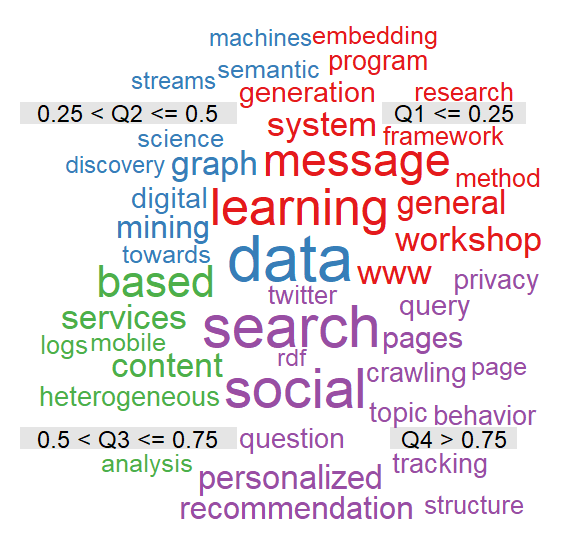 machines embedding
semantic program
streams generation research
0.25 < Q2 <= 0.5 Q1 <= 0.25
science system framework
discovery graph message method
digital learning general
mining workshop
towards data www privacy
based twitter query
services search pages
logs mobile rdf
content crawling page
heterogeneous social topic behavior
0.5 < Q3 <= 0.75 question Q4 > 0.75
analysis personalized tracking
recommendation structure